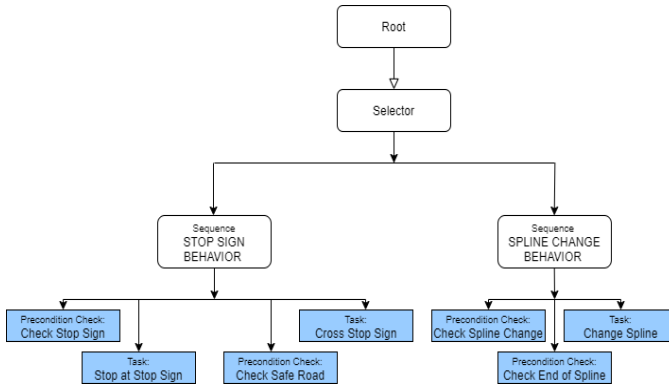 Root
Selector
Sequence
STOP SIGN
BEHAVIOR
Sequence
SPLINE CHANGE
BEHAVIOR
Precondition Check:
Check Stop Sign
Task:
Stop at Stop Sign
Precondition Check:
Check Safe Road
Task:
Cross Stop Sign
Precondition Check:
Check Spline Change
Precondition Check:
Check End of Spline
Task:
Change Spline